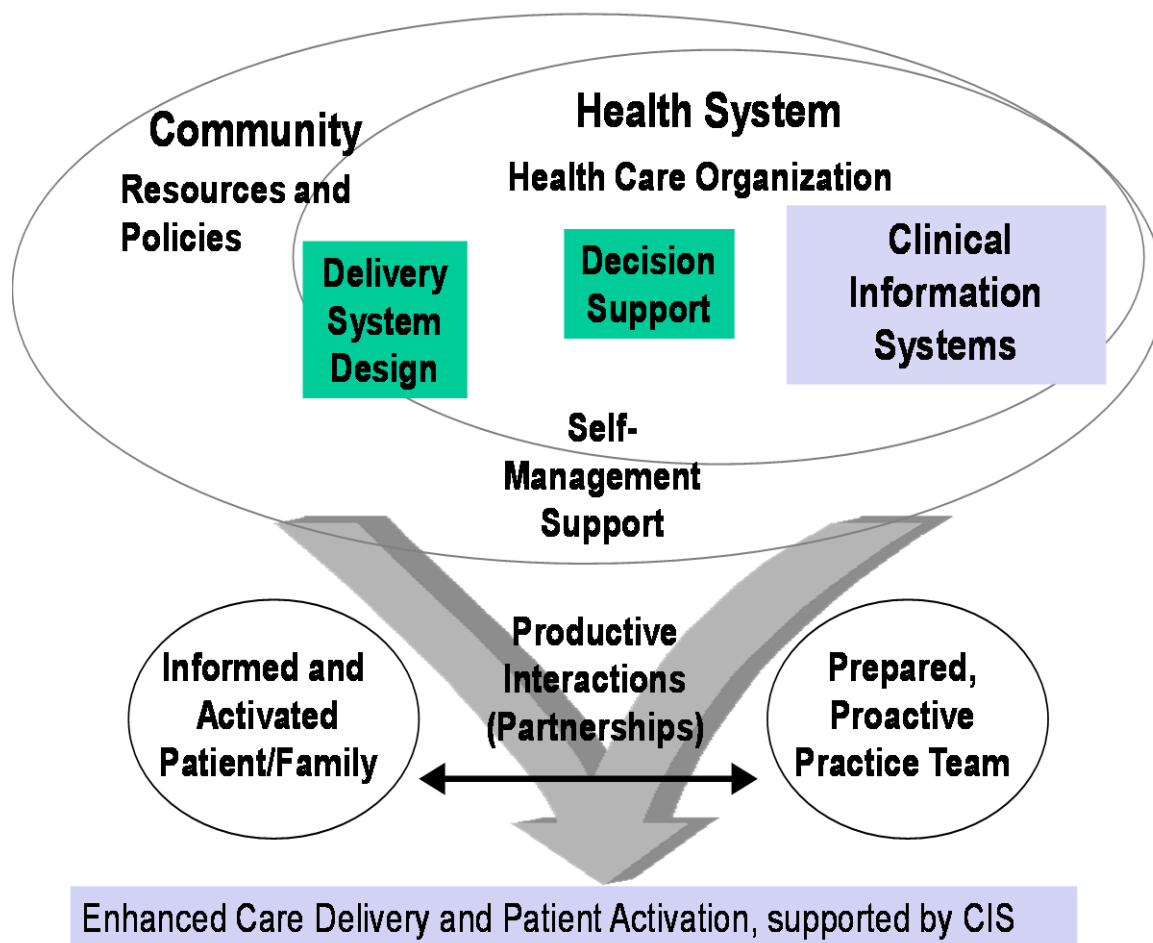 Community
Resources and
Policies
Health System
Health Care Organization
Delivery
System
Design
Decision
Support
Clinical
Information
Systems
Self-
Management
Support
Informed and
Activated
Patient/Family
Productive
Interactions
(Partnerships)
Prepared,
Proactive
Practice Team
Enhanced Care Delivery and Patient Activation, supported by CIS